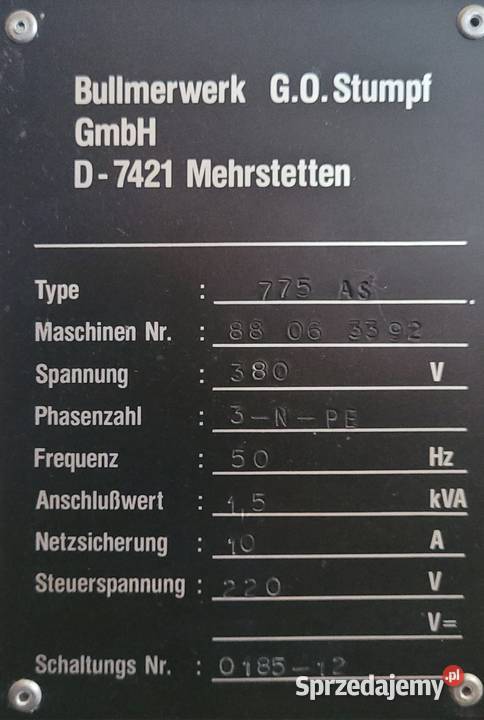 Bullmerwerk G.O.Stumpf
GmbH
D-7421 Mehrstetten
Type : 775 AS
Maschinen Nr. : 88 06 3392
Spannung : 380 V
Phasenzahl : 3-N-PE
Frequenz : 50 Hz
Anschlußwert : 1,5 kVA
Netzsicherung : 10 A
Steuerspannung : 220 V
V=
Schaltungs Nr. : 0185-12
Sprzedajemy.pl